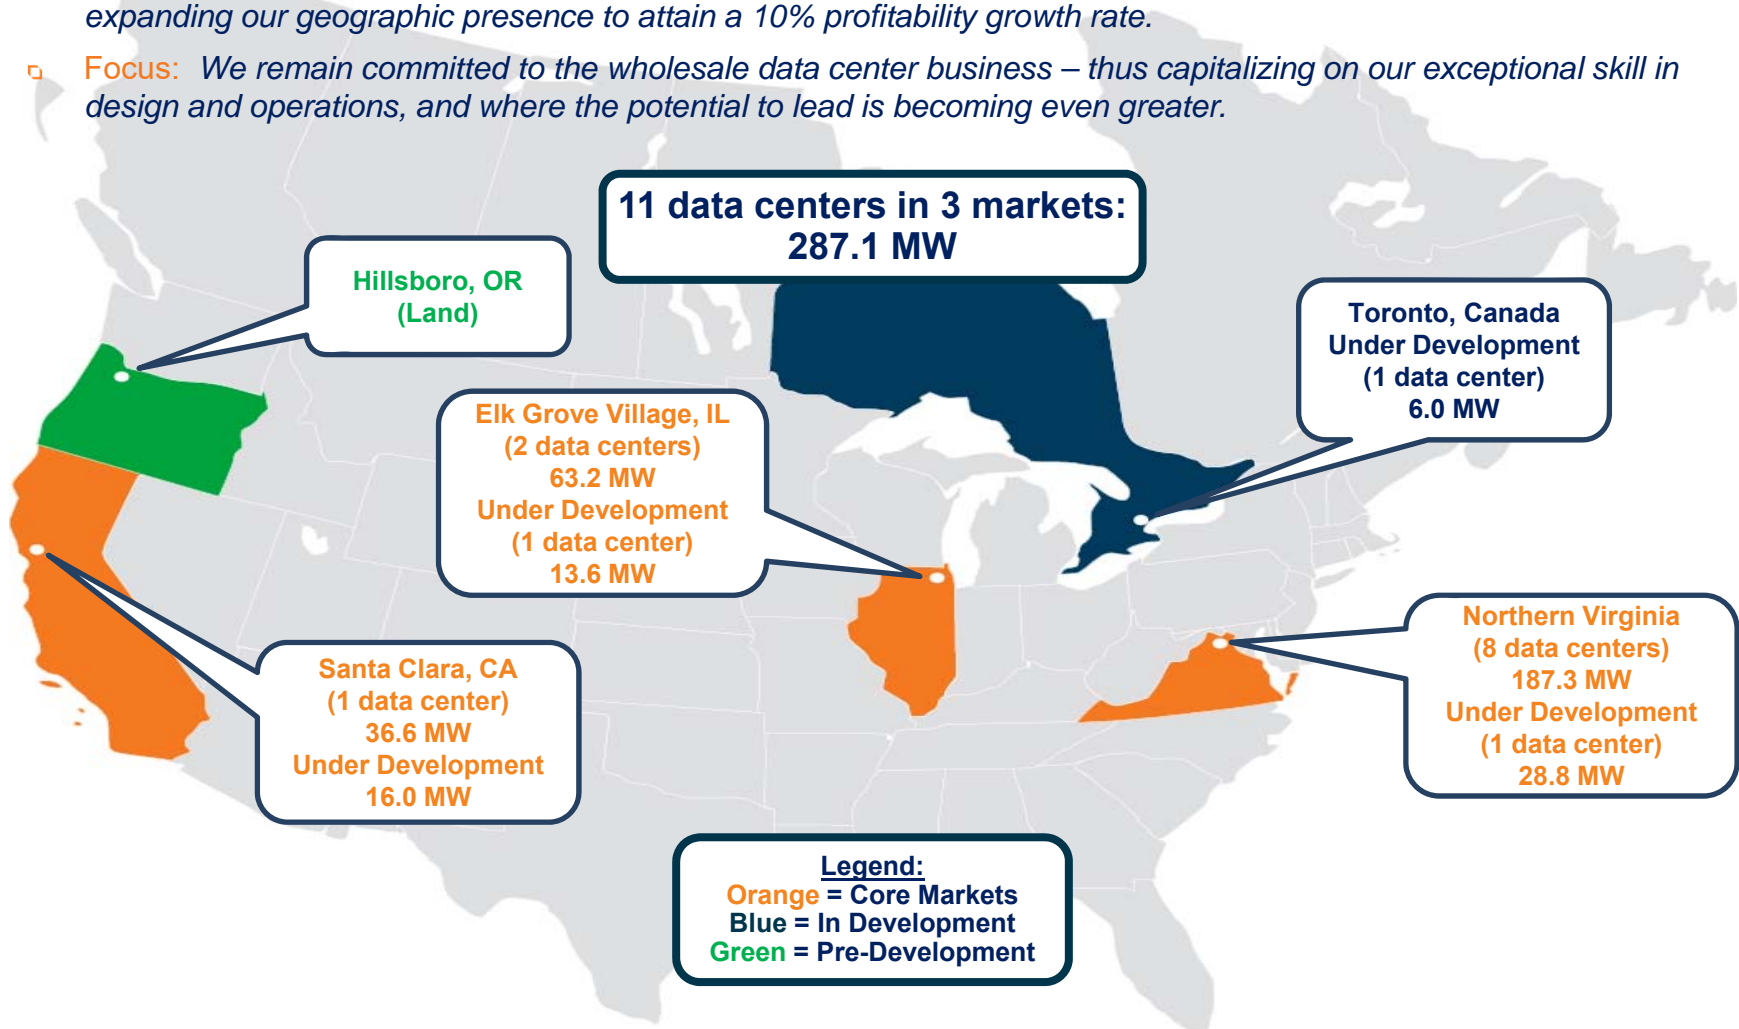 expanding our geographic presence to attain a 10% profitability growth rate.
Focus: We remain committed to the wholesale data center business – thus capitalizing on our exceptional skill in
design and operations, and where the potential to lead is becoming even greater.
11 data centers in 3 markets:
287.1 MW
Hillsboro, OR
(Land)
Toronto, Canada
Under Development
(1 data center)
6.0 MW
Elk Grove Village, IL
(2 data centers)
63.2 MW
Under Development
(1 data center)
13.6 MW
Northern Virginia
(8 data centers)
187.3 MW
Under Development
(1 data center)
28.8 MW
Santa Clara, CA
(1 data center)
36.6 MW
Under Development
16.0 MW
Legend:
Orange = Core Markets
Blue = In Development
Green = Pre-Development